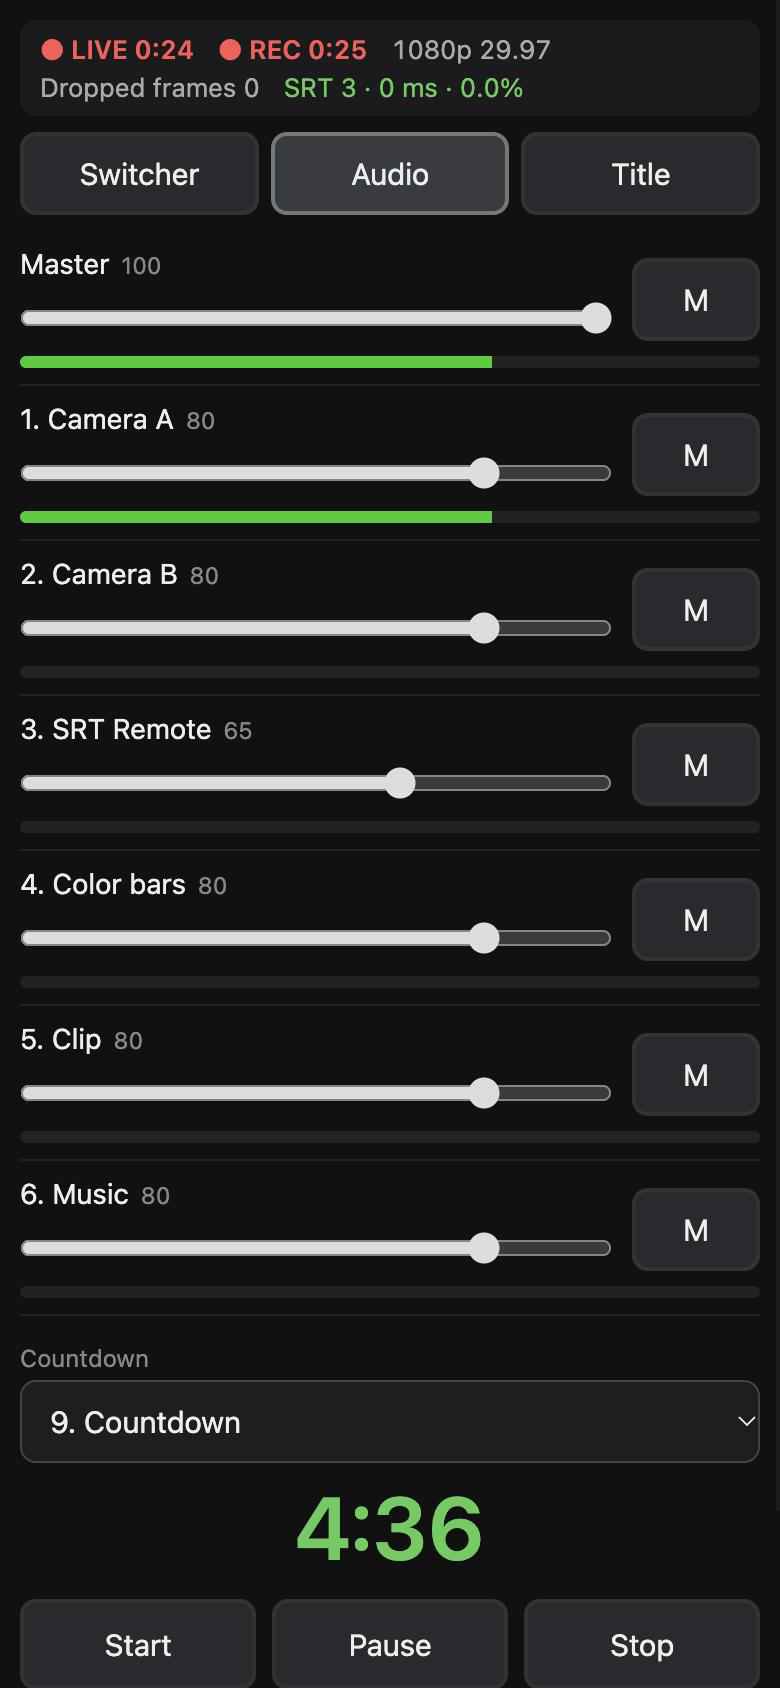 LIVE 0:24 REC 0:25 1080p 29.97
Dropped frames 0 SRT 3 · 0 ms · 0.0%
Switcher Audio Title
Master 100
M
1. Camera A 80
M
2. Camera B 80
M
3. SRT Remote 65
M
4. Color bars 80
M
5. Clip 80
M
6. Music 80
M
Countdown
9. Countdown
4:36
Start Pause Stop